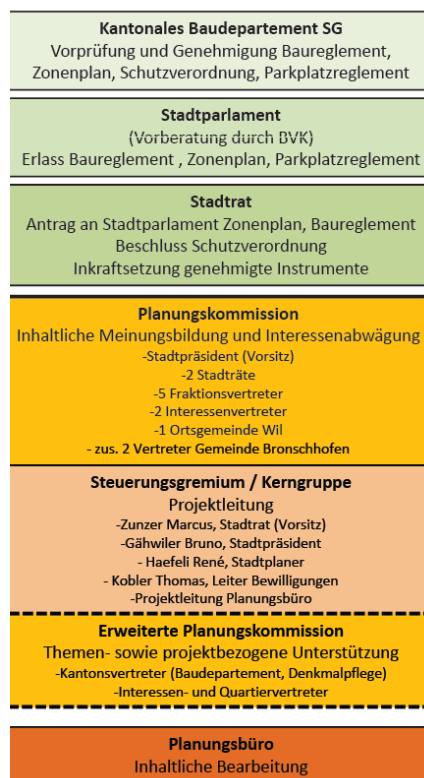 Kantonales Baudepartement SG
Vorprüfung und Genehmigung Baureglement,
Zonenplan, Schutzverordnung, Parkplatzreglement
Stadtparlament
(Vorberatung durch BVK)
Erlass Baureglement , Zonenplan, Parkplatzreglement
Stadtrat
Antrag an Stadtparlament Zonenplan, Baureglement
Beschluss Schutzverordnung
Inkraftsetzung genehmigte Instrumente
Planungskommission
Inhaltliche Meinungsbildung und Interessenabwägung
-Stadtpräsident (Vorsitz)
-2 Stadträte
-5 Fraktionsvertreter
-2 Interessenvertreter
-1 Ortsgemeinde Wil
- zus. 2 Vertreter Gemeinde Bronschhofen
Steuerungsgremium / Kerngruppe
Projektleitung
-Zunzer Marcus, Stadtrat (Vorsitz)
-Gähwiler Bruno, Stadtpräsident
- Haefeli René, Stadtplaner
- Kobler Thomas, Leiter Bewilligungen
-Projektleitung Planungsbüro
Erweiterte Planungskommission
Themen- sowie projektbezogene Unterstützung
-Kantonsvertreter (Baudepartement, Denkmalpflege)
-Interessen- und Quartiervertreter
Planungsbüro
Inhaltliche Bearbeitung